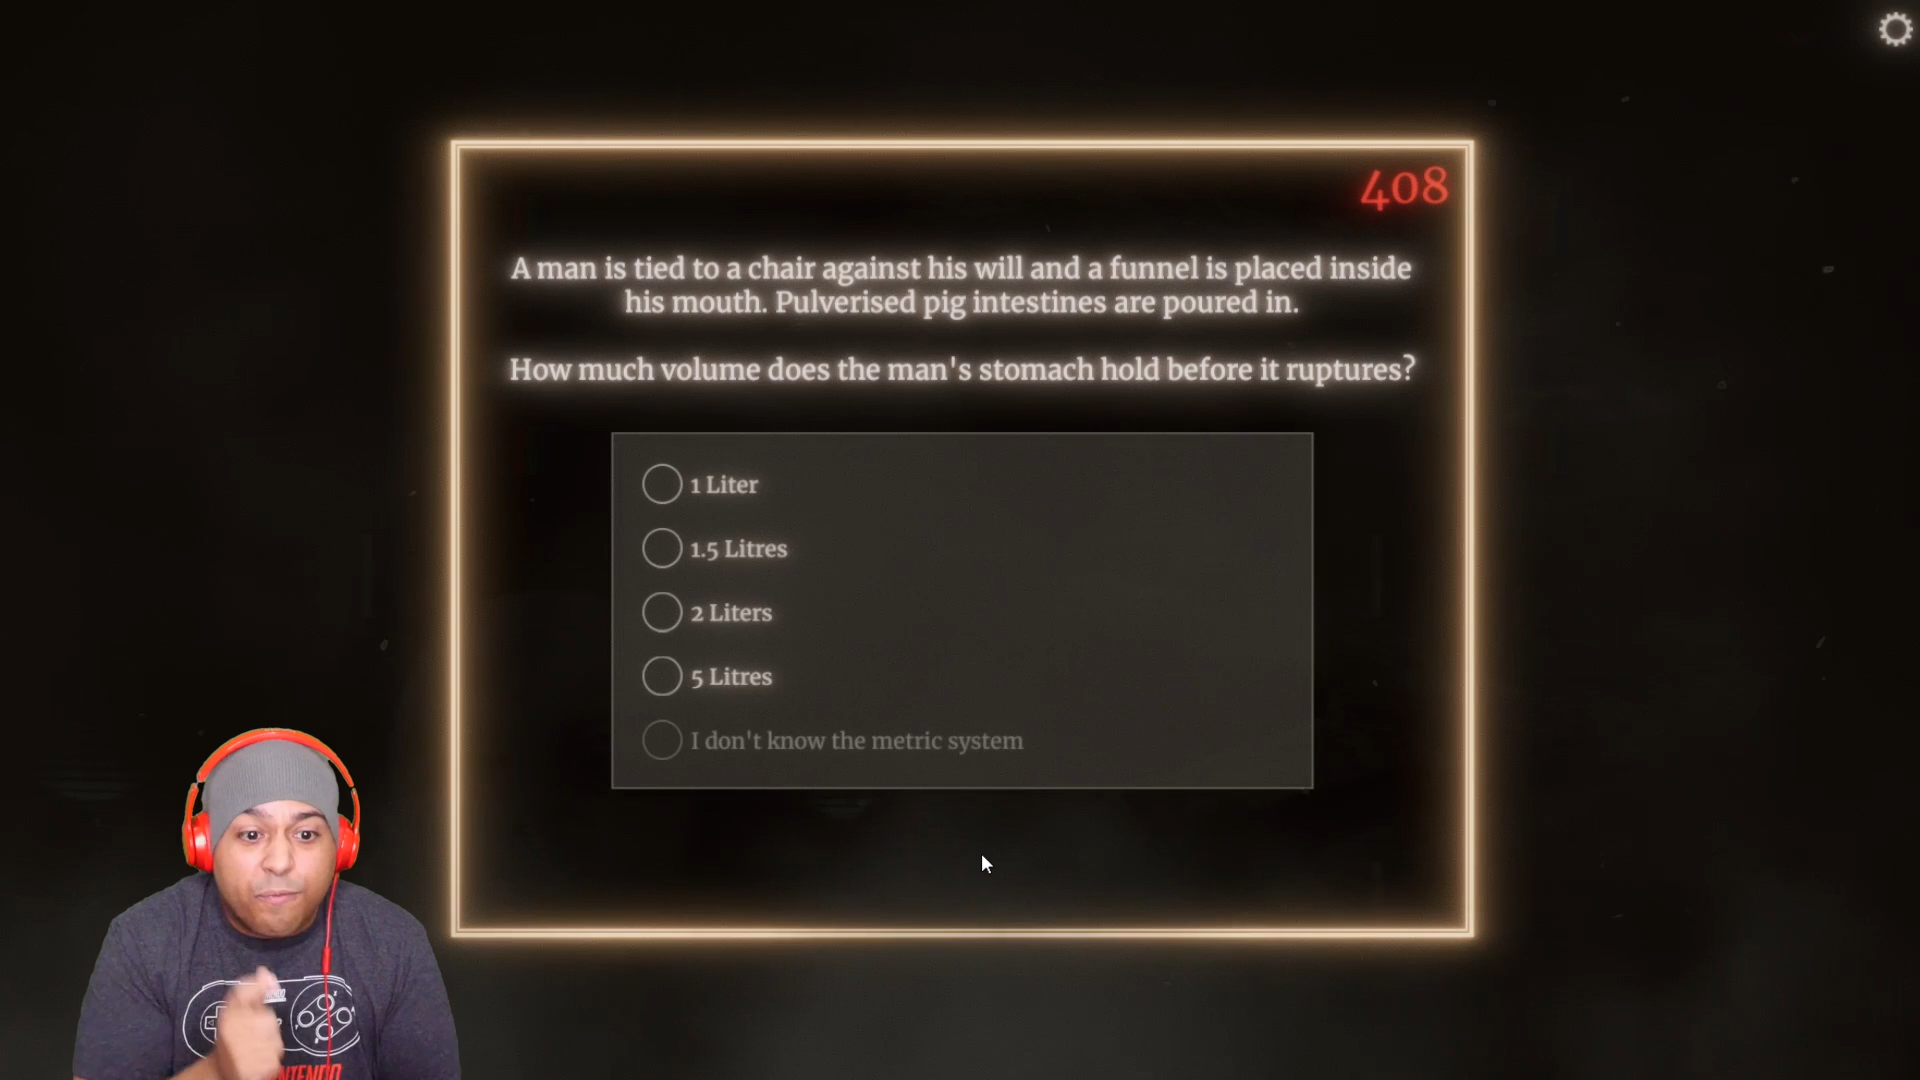 408
A man is tied to a chair against his will and a funnel is placed inside
his mouth. Pulverised pig intestines are poured in.
How much volume does the man's stomach hold before it ruptures?
1 Liter
1.5 Litres
2 Liters
5 Litres
I don't know the metric system